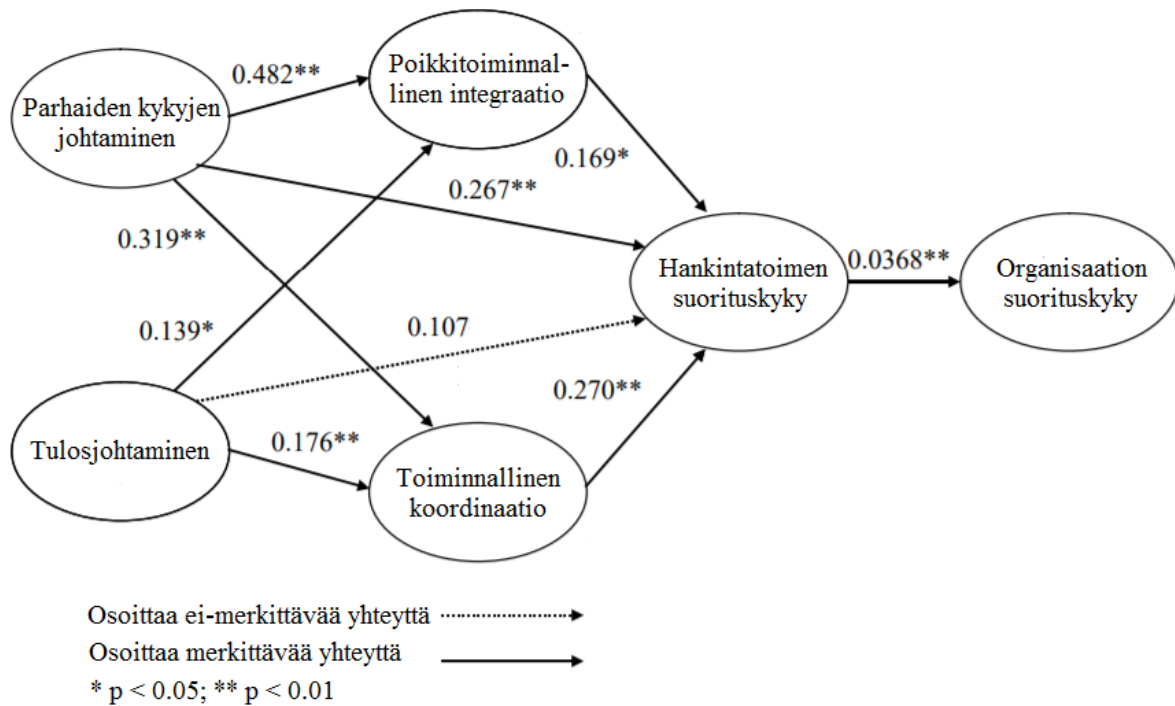 Parhaiden kykyjen
johtaminen
0.482**
Poikkitoiminnal-
linen integraatio
0.169*
0.267**
0.319**
Hankintatoimen
suorituskyky
0.0368**
Organisaation
suorituskyky
0.139*
0.107
0.270**
Tulosjohtaminen
0.176**
Toiminnallinen
koordinaatio
Osoittaa ei-merkittävää yhteyttä
Osoittaa merkittävää yhteyttä
* p < 0.05; ** p < 0.01